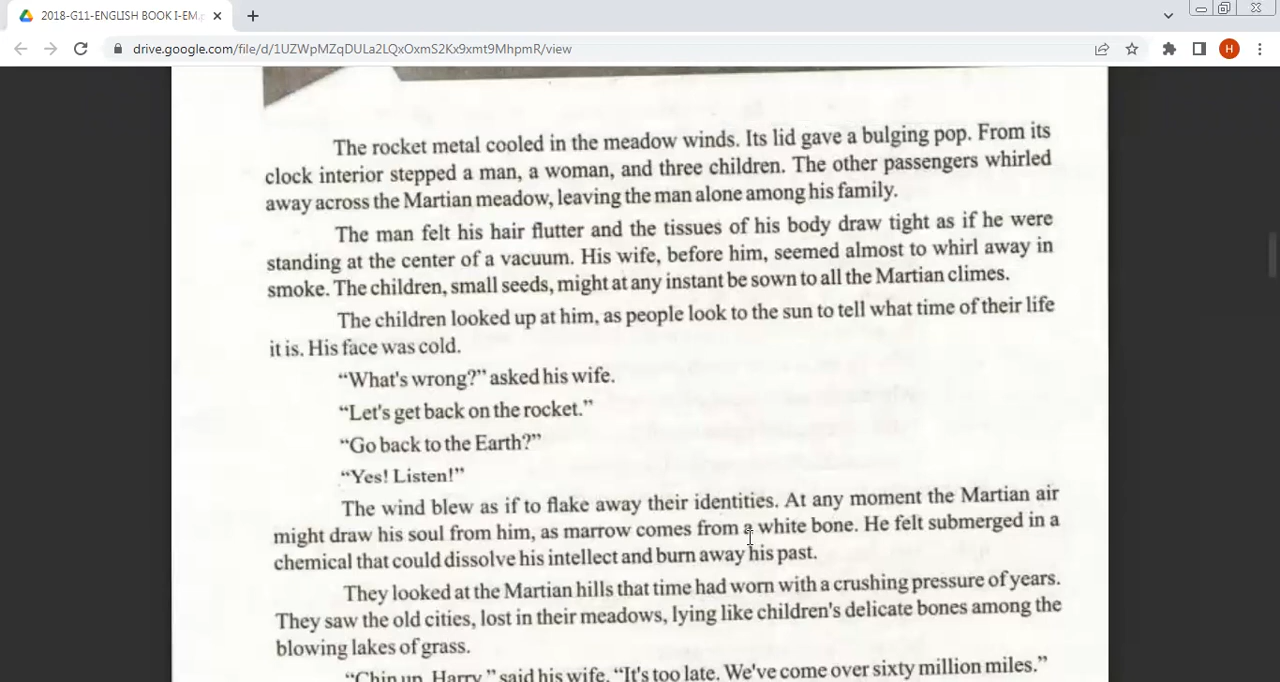 2018-G11-ENGLISH BOOK I-EM.
drive.google.com/file/d/1UZWpMZqDULa2LQxOxmS2Kx9xmt9MhpmR/view
H
The rocket metal cooled in the meadow winds. Its lid gave a bulging pop. From its
clock interior stepped a man, a woman, and three children. The other passengers whirled
away across the Martian meadow, leaving the man alone among his family.
The man felt his hair flutter and the tissues of his body draw tight as if he were
standing at the center of a vacuum. His wife, before him, seemed almost to whirl away in
smoke. The children, small seeds, might at any instant be sown to all the Martian climes.
The children looked up at him, as people look to the sun to tell what time of their life
it is. His face was cold.
“What's wrong?” asked his wife.
“Let's get back on the rocket.”
“Go back to the Earth?”
“Yes! Listen!”
The wind blew as if to flake away their identities. At any moment the Martian air
might draw his soul from him, as marrow comes from a white bone. He felt submerged in a
chemical that could dissolve his intellect and burn away his past.
They looked at the Martian hills that time had worn with a crushing pressure of years.
They saw the old cities, lost in their meadows, lying like children's delicate bones among the
blowing lakes of grass.
“Chin up, Harry,” said his wife. “It's too late. We've come over sixty million miles.”